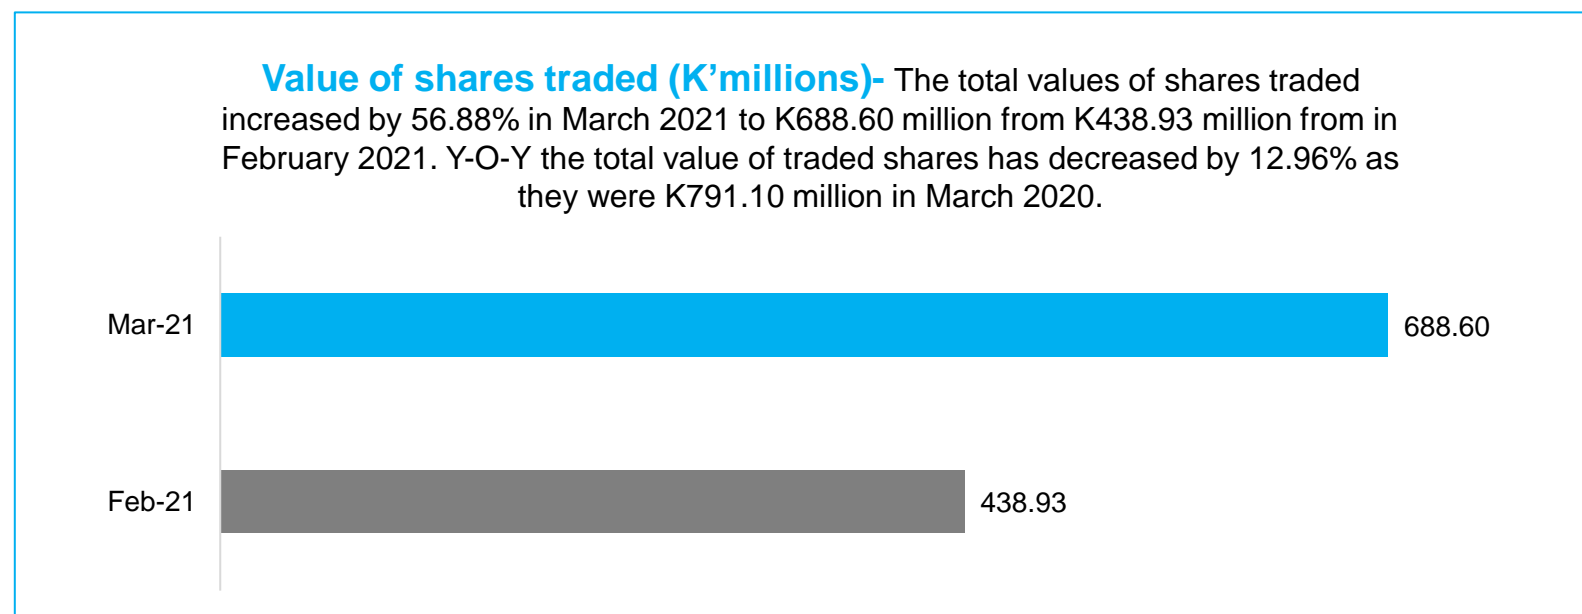 Value of shares traded (K’millions)- The total values of shares traded
increased by 56.88% in March 2021 to K688.60 million from K438.93 million from in
February 2021. Y-O-Y the total value of traded shares has decreased by 12.96% as
they were K791.10 million in March 2020.
Mar-21
688.60
Feb-21
438.93